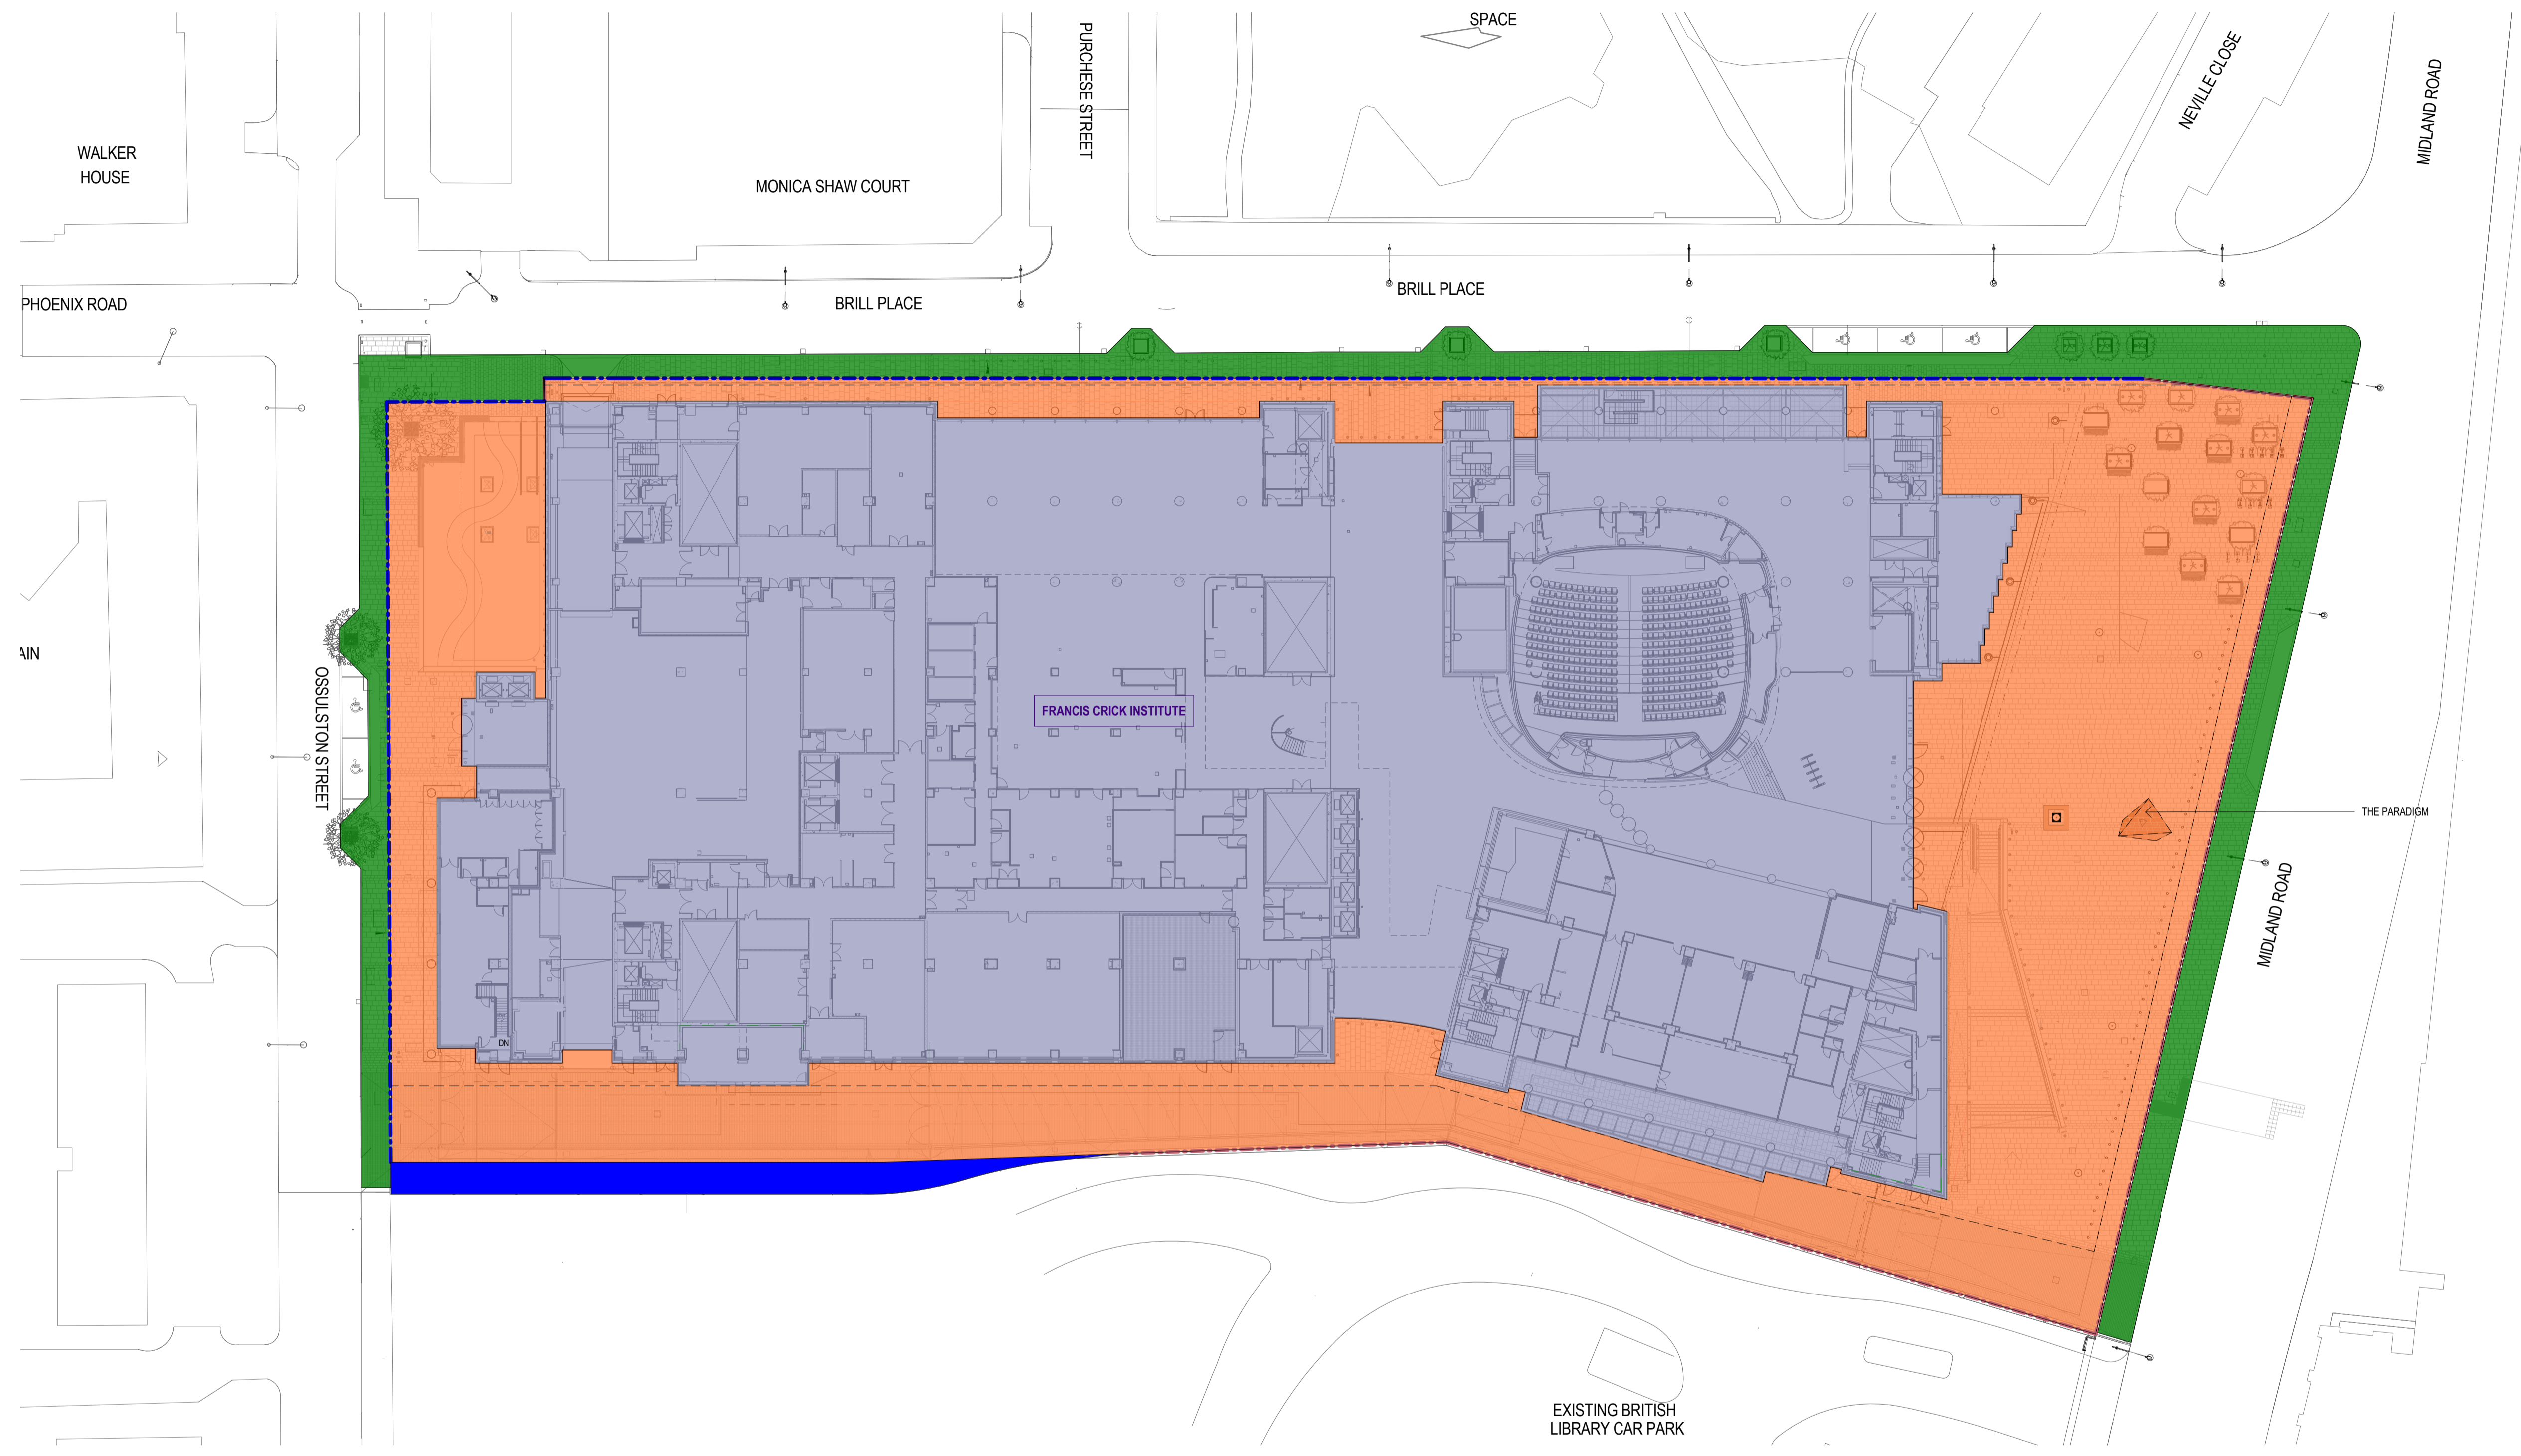 SPACE
PURCHESE STREET
NEVILLE CLOSE
MIDLAND ROAD
WALKER
HOUSE
MONICA SHAW COURT
PHOENIX ROAD
BRILL PLACE
BRILL PLACE
AIN
OSSULSTON STREET
FRANCIS CRICK INSTITUTE
THE PARADIGM
MIDLAND ROAD
DN
EXISTING BRITISH
LIBRARY CAR PARK